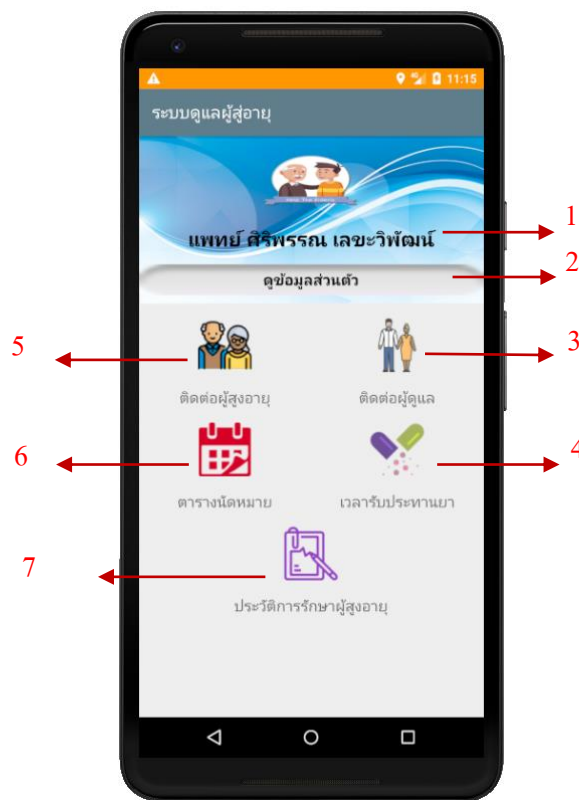 11:15
ระบบดูแลผู้สู่อายุ
แพทย์ ศิริพรรณ เลขะวิพัฒน์
1
ดูข้อมูลส่วนตัว
2
5
3
ติดต่อผู้สูงอายุ
ติดต่อผู้ดูแล
6
4
ตารางนัดหมาย
เวลารับประทานยา
7
ประวัติการรักษาผู้สูงอายุ